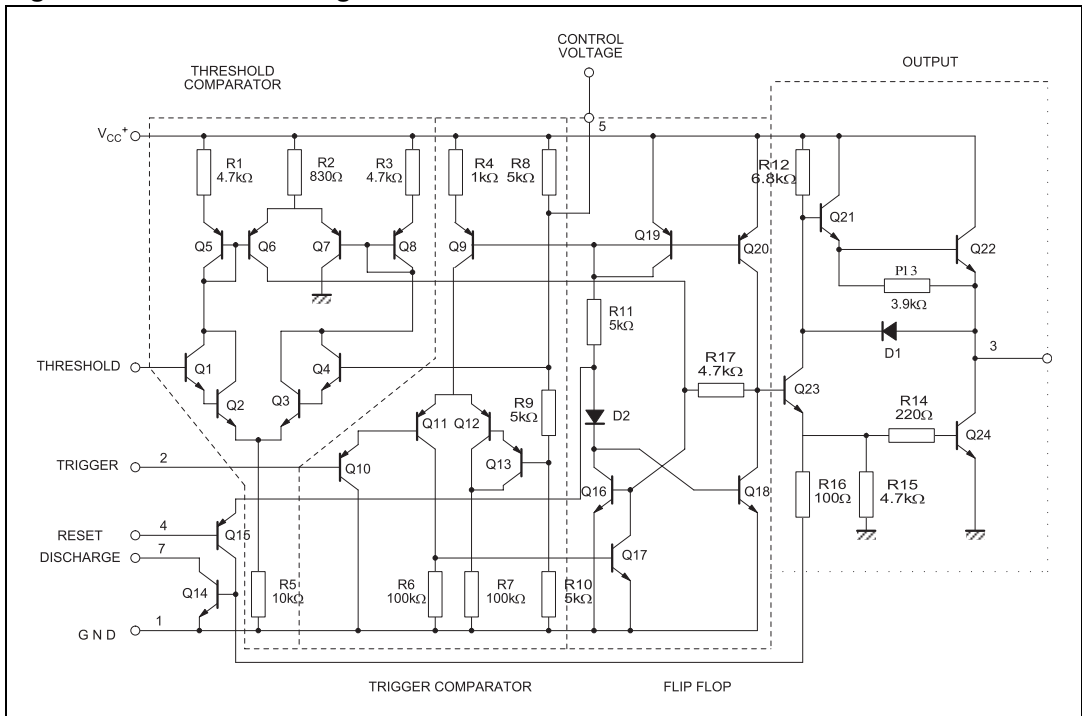 CONTROL
VOLTAGE
OUTPUT
THRESHOLD
COMPARATOR
5
VCC+
R1
4.7kΩ
R2
830Ω
R3
4.7kΩ
R4
1kΩ
R8
5kΩ
R12
6.8kΩ
Q5
Q6
Q7
Q8
Q9
Q19
Q20
Q21
Q22
P13
3.9kΩ
R11
5kΩ
D1
3
THRESHOLD
Q1
Q2
Q3
Q4
R17
4.7kΩ
Q23
R9
5kΩ
D2
R14
220Ω
Q11
Q12
Q24
TRIGGER
2
Q10
Q13
Q16
Q18
R16
100Ω
R15
4.7kΩ
RESET
4
Q15
DISCHARGE
7
Q17
Q14
R5
10kΩ
R6
100kΩ
R7
100kΩ
R10
5kΩ
GND
1
TRIGGER COMPARATOR
FLIP FLOP